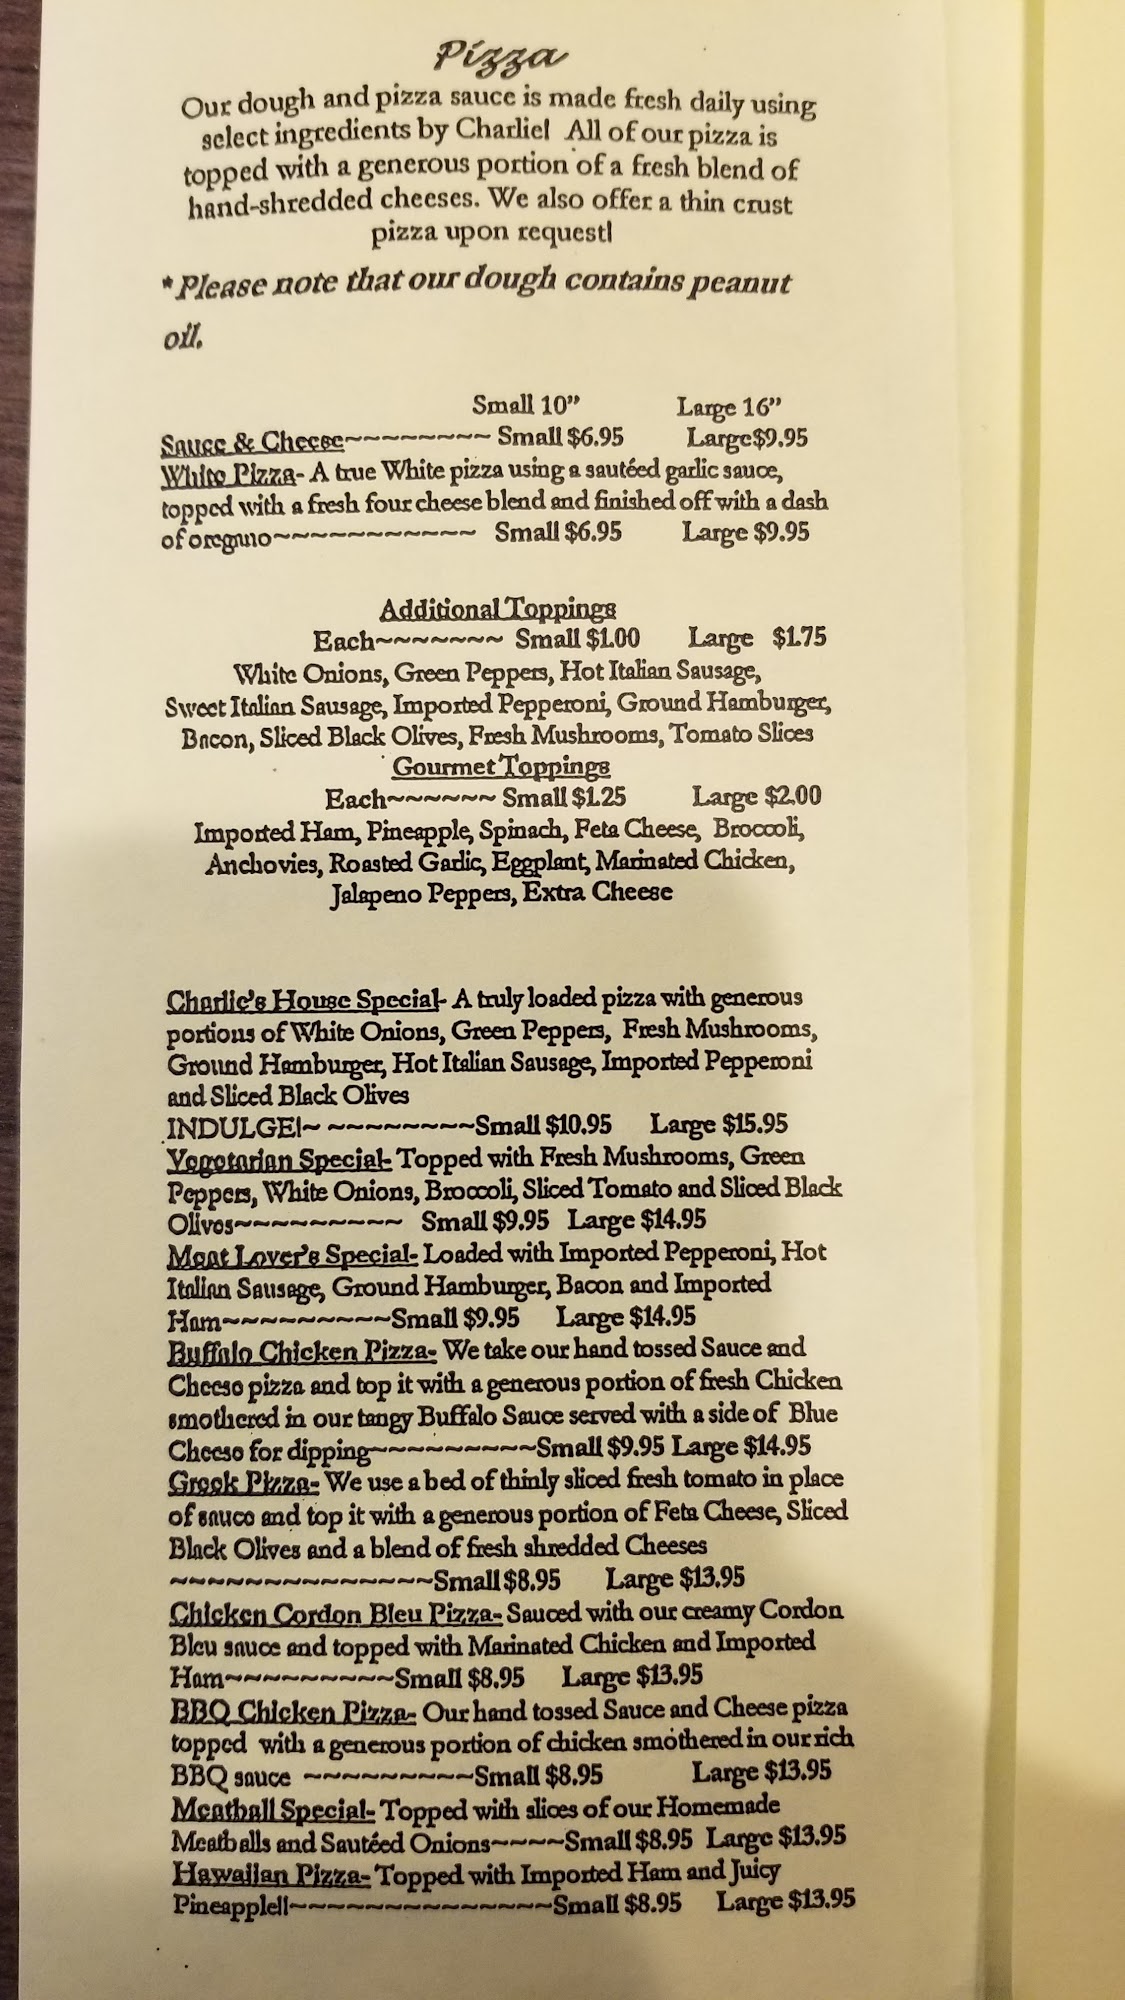 Pizza
Our dough and pizza sauce is made fresh daily using
select ingredients by Charlie! All of our pizza is
topped with a generous portion of a fresh blend of
hand-shredded cheeses. We also offer a thin crust
pizza upon request!
*Please note that our dough contains peanut
oil.
Small 10” Large 16”
Sauce & Cheese~~~~~~~~ Small $6.95 Large$9.95
White Pizza- A true White pizza using a sautéed garlic sauce,
topped with a fresh four cheese blend and finished off with a dash
of oregano~~~~~~~~~~~ Small $6.95 Large $9.95
Additional Toppings
Each~~~~~~~ Small $1.00 Large $1.75
White Onions, Green Peppers, Hot Italian Sausage,
Sweet Italian Sausage, Imported Pepperoni, Ground Hamburger,
Bacon, Sliced Black Olives, Fresh Mushrooms, Tomato Slices
Gourmet Toppings
Each~~~~~~ Small $1.25 Large $2.00
Imported Ham, Pineapple, Spinach, Feta Cheese, Broccoli,
Anchovies, Roasted Garlic, Eggplant, Marinated Chicken,
Jalapeno Peppers, Extra Cheese
Charlie's House Special- A truly loaded pizza with generous
portions of White Onions, Green Peppers, Fresh Mushrooms,
Ground Hamburger, Hot Italian Sausage, Imported Pepperoni
and Sliced Black Olives
INDULGE!~ ~~~~~~~~Small $10.95 Large $15.95
Vegetarian Special- Topped with Fresh Mushrooms, Green
Peppers, White Onions, Broccoli, Sliced Tomato and Sliced Black
Olives~~~~~~~~~ Small $9.95 Large $14.95
Meat Lover's Special- Loaded with Imported Pepperoni, Hot
Italian Sausage, Ground Hamburger, Bacon and Imported
Ham~~~~~~~~~Small $9.95 Large $14.95
Buffalo Chicken Pizza- We take our hand tossed Sauce and
Cheese pizza and top it with a generous portion of fresh Chicken
smothered in our tangy Buffalo Sauce served with a side of Blue
Cheese for dipping~~~~~~~~~Small $9.95 Large $14.95
Greek Pizza- We use a bed of thinly sliced fresh tomato in place
of sauce and top it with a generous portion of Feta Cheese, Sliced
Black Olives and a blend of fresh shredded Cheeses
~~~~~~~~~~~~~~Small $8.95 Large $13.95
Chicken Cordon Bleu Pizza- Sauced with our creamy Cordon
Bleu sauce and topped with Marinated Chicken and Imported
Ham~~~~~~~~~Small $8.95 Large $13.95
BBQ Chicken Pizza- Our hand tossed Sauce and Cheese pizza
topped with a generous portion of chicken smothered in our rich
BBQ sauce ~~~~~~~~~Small $8.95 Large $13.95
Meatball Special- Topped with slices of our Homemade
Meatballs and Sautéed Onions~~~~Small $8.95 Large $13.95
Hawaiian Pizza- Topped with Imported Ham and Juicy
Pineapple!!~~~~~~~~~~~~~~Small $8.95 Large $13.95